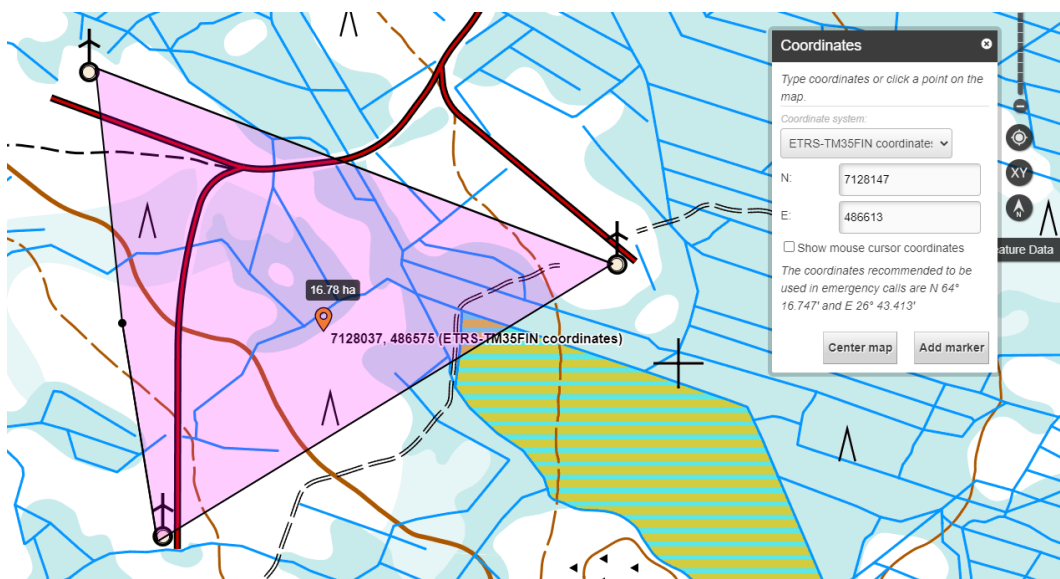 Coordinates
Type coordinates or click a point on the
map.
Coordinate system:
ETRS-TM35FIN coordinate
N:
7128147
E:
486613
Show mouse cursor coordinates
The coordinates recommended to be
used in emergency calls are N 64°
16.747' and E 26° 43.413'
Center map
Add marker
XY
N
eature Data
16.78 ha
7128037, 486575 (ETRS-TM35FIN coordinates)